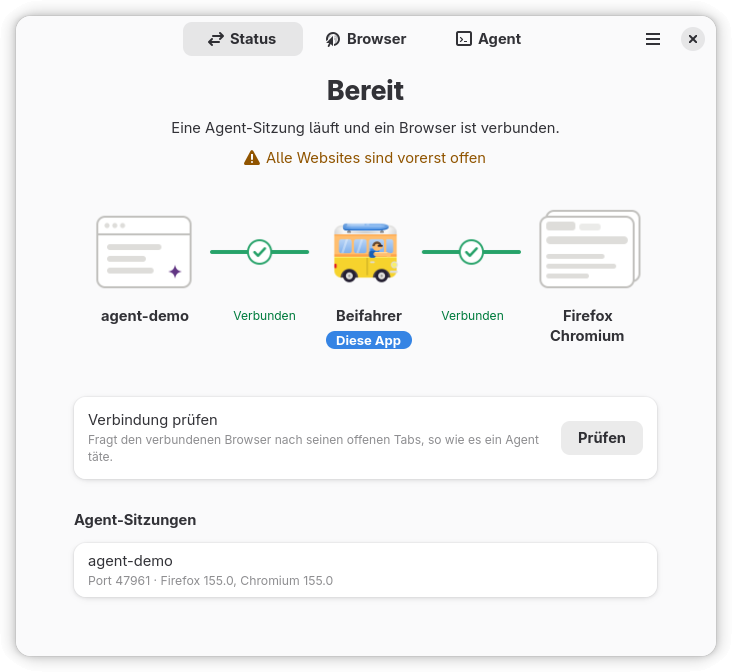 Status
Browser
Agent
Bereit
Eine Agent-Sitzung läuft und ein Browser ist verbunden.
Alle Websites sind vorerst offen
agent-demo
Verbunden
Beifahrer
Diese App
Verbunden
Firefox
Chromium
Verbindung prüfen
Fragt den verbundenen Browser nach seinen offenen Tabs, so wie es ein Agent
täte.
Prüfen
Agent-Sitzungen
agent-demo
Port 47961 · Firefox 155.0, Chromium 155.0